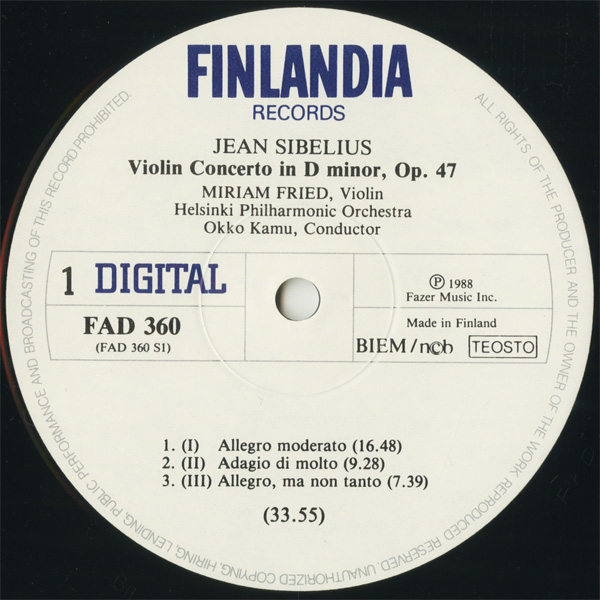 FINLANDIA
RECORDS
JEAN SIBELIUS
Violin Concerto in D minor, Op. 47
MIRIAM FRIED, Violin
Helsinki Philharmonic Orchestra
Okko Kamu, Conductor
1 DIGITAL
FAD 360
(FAD 360 S1)
Ⓟ 1988
Fazer Music Inc.
Made in Finland
BIEM/ncb TEOSTO
1. (I) Allegro moderato (16.48)
2. (II) Adagio di molto (9.28)
3. (III) Allegro, ma non tanto (7.39)
(33.55)
ALL RIGHTS OF THE PRODUCER AND THE OWNER OF THE WORK REPRODUCED RESERVED. UNAUTHORIZED COPYING, HIRING, LENDING, PUBLIC PERFORMANCE AND BROADCASTING OF THIS RECORD PROHIBITED.